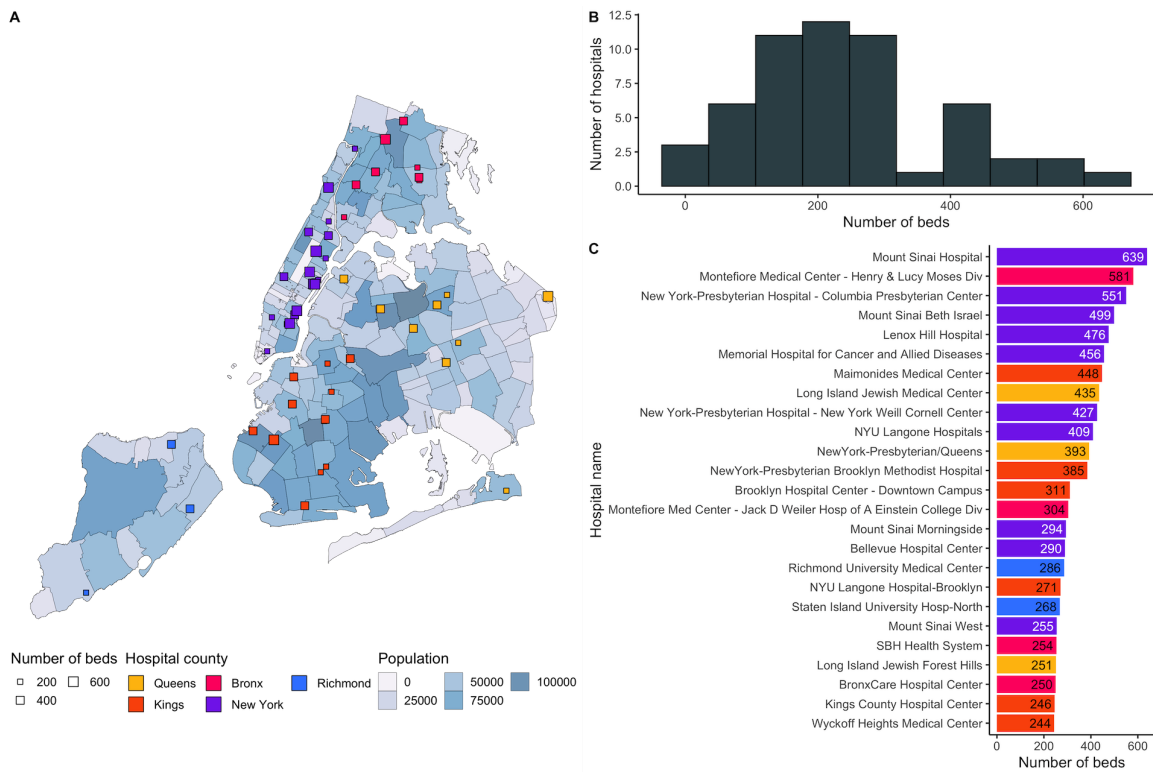 A
Number of beds
200
600
400
Hospital county
Queens
Bronx
Richmond
Kings
New York
Population
0
50000
100000
25000
75000
B
Number of hospitals
12.5
10.0
7.5
5.0
2.5
0.0
0
200
400
600
Number of beds
C
Hospital name
Mount Sinai Hospital 639
Montefiore Medical Center - Henry & Lucy Moses Div 581
New York-Presbyterian Hospital - Columbia Presbyterian Center 551
Mount Sinai Beth Israel 499
Lenox Hill Hospital 476
Memorial Hospital for Cancer and Allied Diseases 456
Maimonides Medical Center 448
Long Island Jewish Medical Center 435
New York-Presbyterian Hospital - New York Weill Cornell Center 427
NYU Langone Hospitals 409
NewYork-Presbyterian/Queens 393
NewYork-Presbyterian Brooklyn Methodist Hospital 385
Brooklyn Hospital Center - Downtown Campus 311
Montefiore Med Center - Jack D Weiler Hosp of A Einstein College Div 304
Mount Sinai Morningside 294
Bellevue Hospital Center 290
Richmond University Medical Center 286
NYU Langone Hospital-Brooklyn 271
Staten Island University Hosp-North 268
Mount Sinai West 255
SBH Health System 254
Long Island Jewish Forest Hills 251
BronxCare Hospital Center 250
Kings County Hospital Center 246
Wyckoff Heights Medical Center 244
0
200
400
600
Number of beds